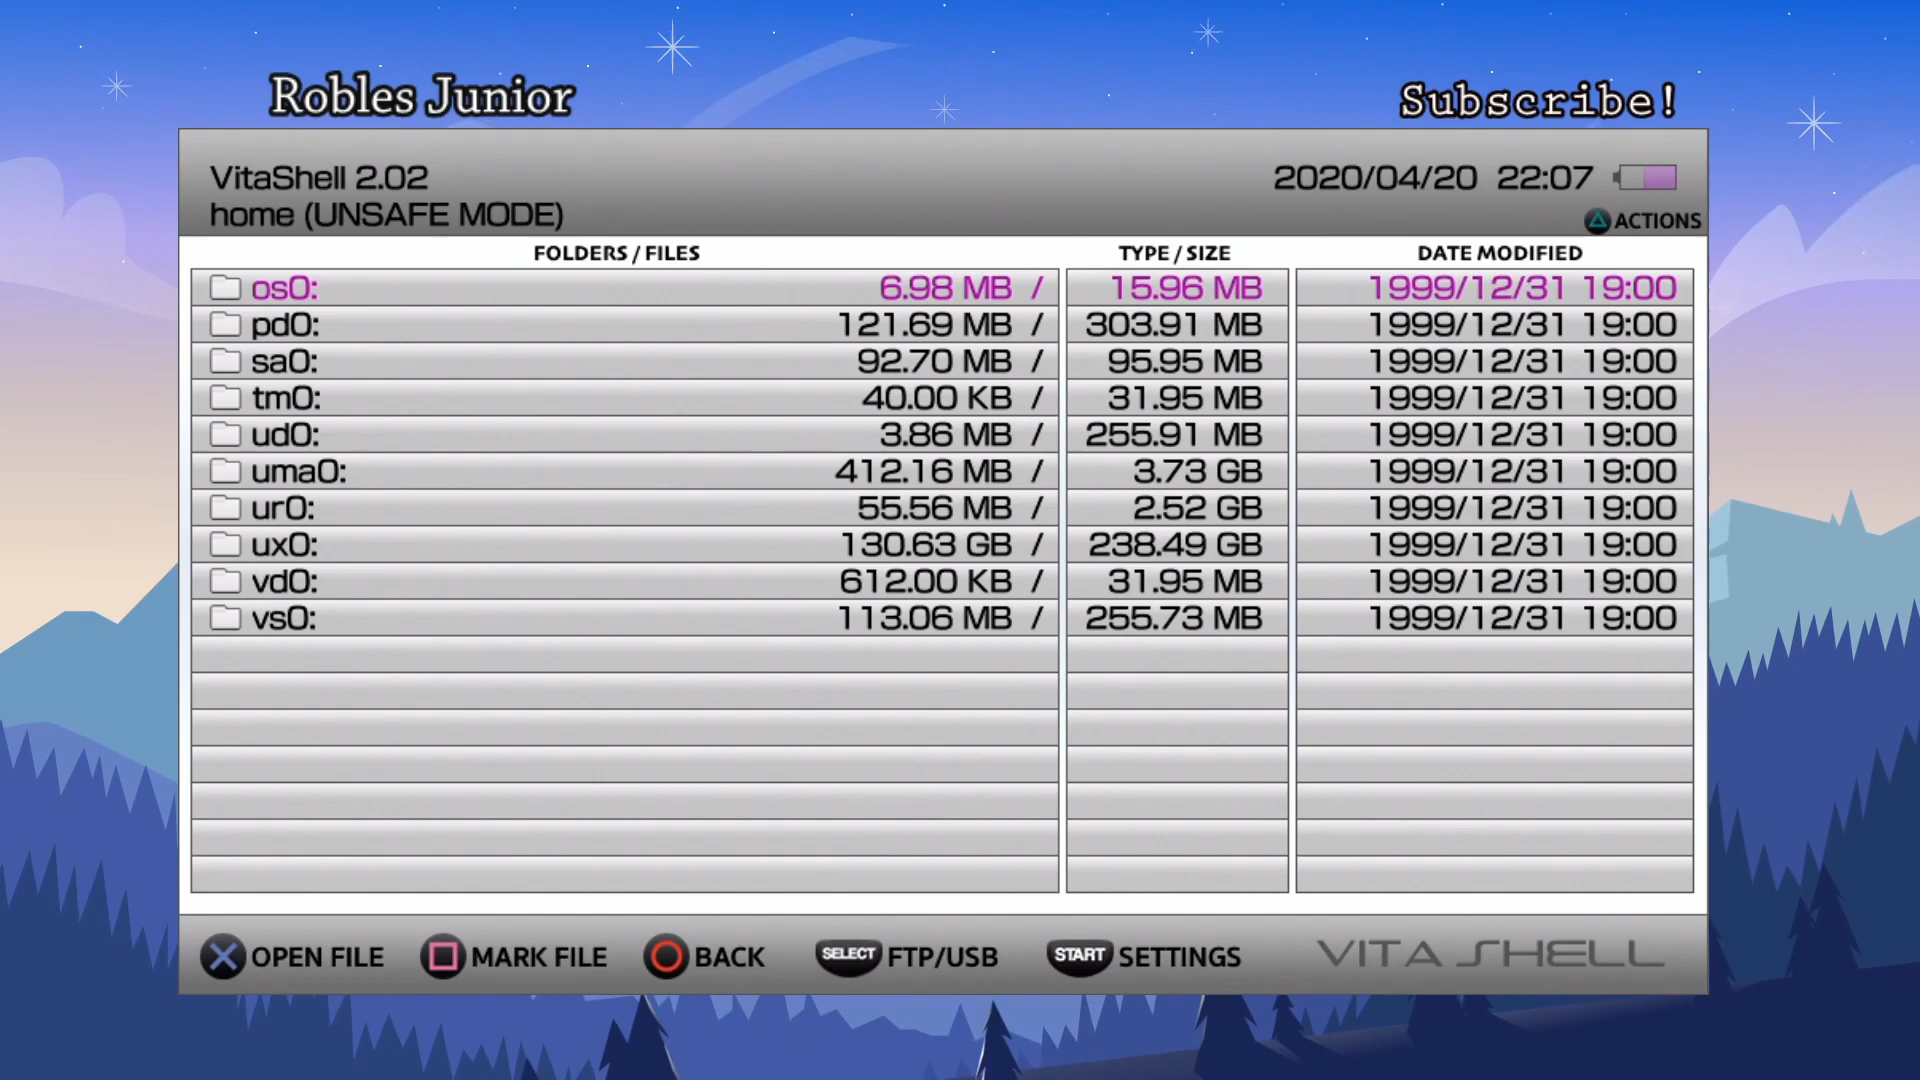 Robles Junior
Subscribe!
VitaShell 2.02
2020/04/20 22:07
home (UNSAFE MODE)
ACTIONS
FOLDERS / FILES TYPE / SIZE DATE MODIFIED
os0: 6.98 MB / 15.96 MB 1999/12/31 19:00
pd0: 121.69 MB / 303.91 MB 1999/12/31 19:00
sa0: 92.70 MB / 95.95 MB 1999/12/31 19:00
tm0: 40.00 KB / 31.95 MB 1999/12/31 19:00
ud0: 3.86 MB / 255.91 MB 1999/12/31 19:00
uma0: 412.16 MB / 3.73 GB 1999/12/31 19:00
ur0: 55.56 MB / 2.52 GB 1999/12/31 19:00
ux0: 130.63 GB / 238.49 GB 1999/12/31 19:00
vd0: 612.00 KB / 31.95 MB 1999/12/31 19:00
vs0: 113.06 MB / 255.73 MB 1999/12/31 19:00
OPEN FILE MARK FILE BACK SELECT FTP/USB START SETTINGS VITA SHELL